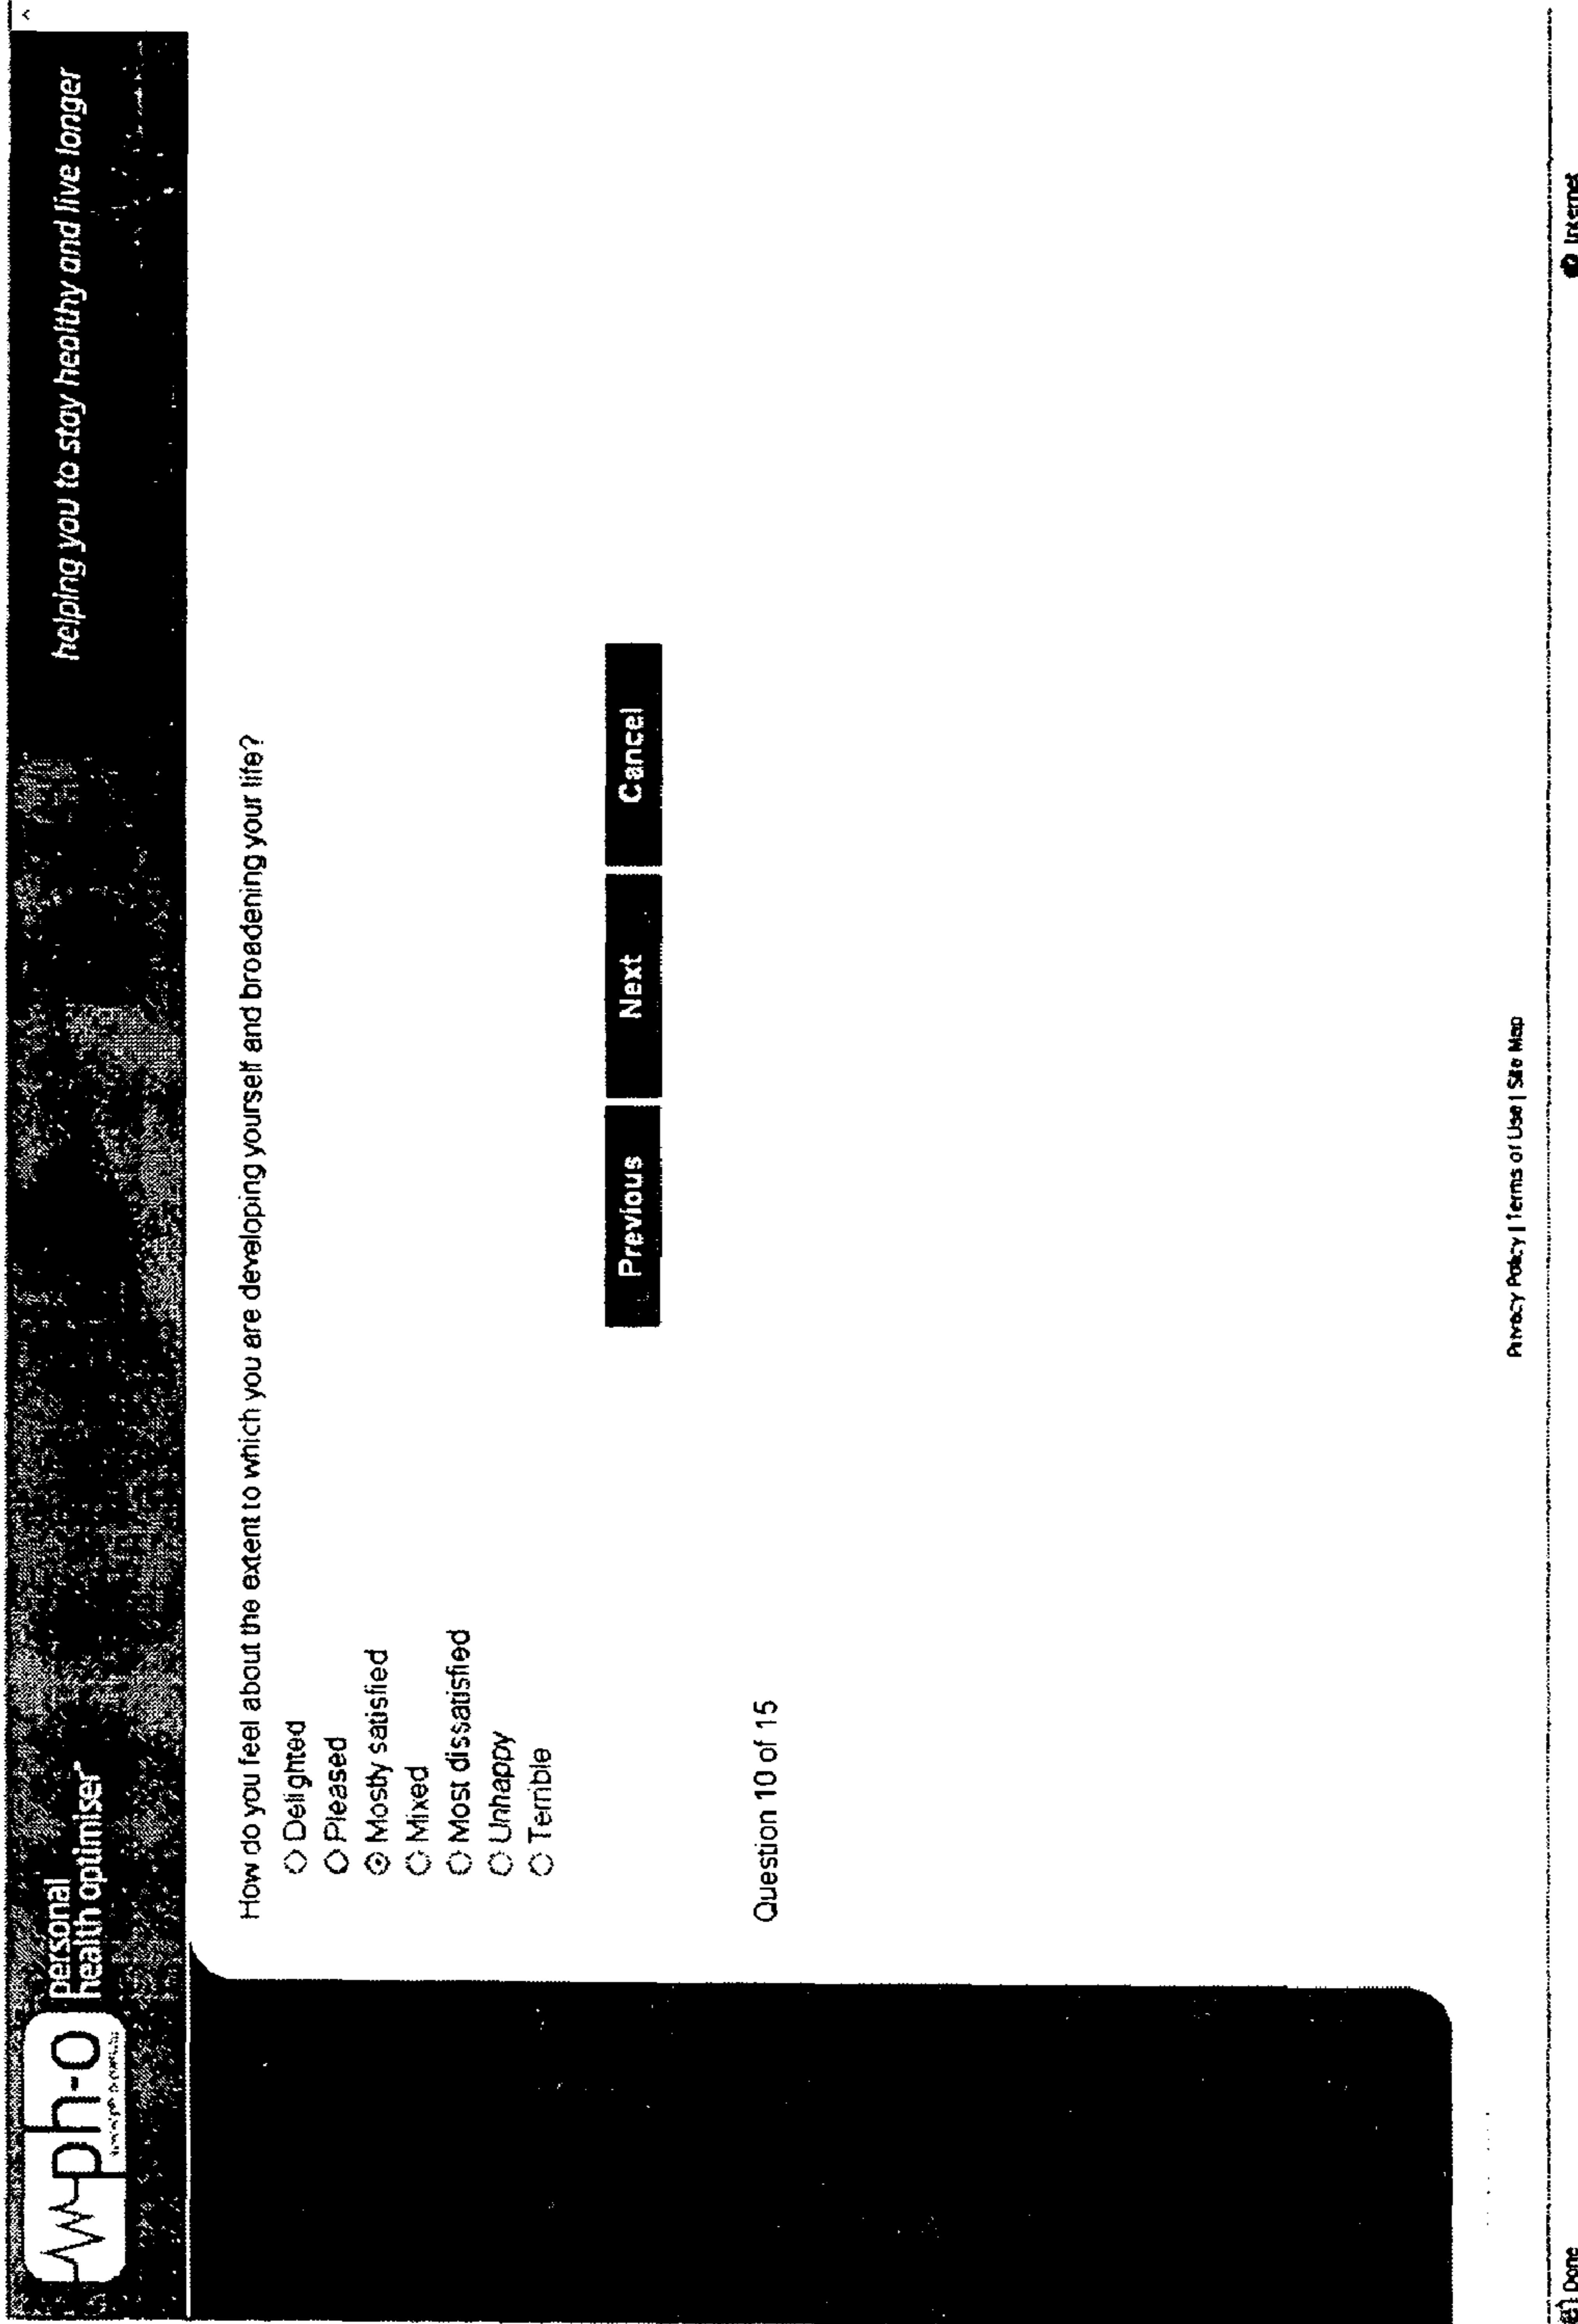 ph-o
personal
health optimiser
helping you to stay healthy and live longer
How do you feel about the extent to which you are developing yourself and broadening your life?
Delighted
Pleased
Mostly satisfied
Mixed
Most dissatisfied
Unhappy
Terrible
Previous Next Cancel
Question 10 of 15
Privacy Policy | Terms of Use | Site Map
Done Internet